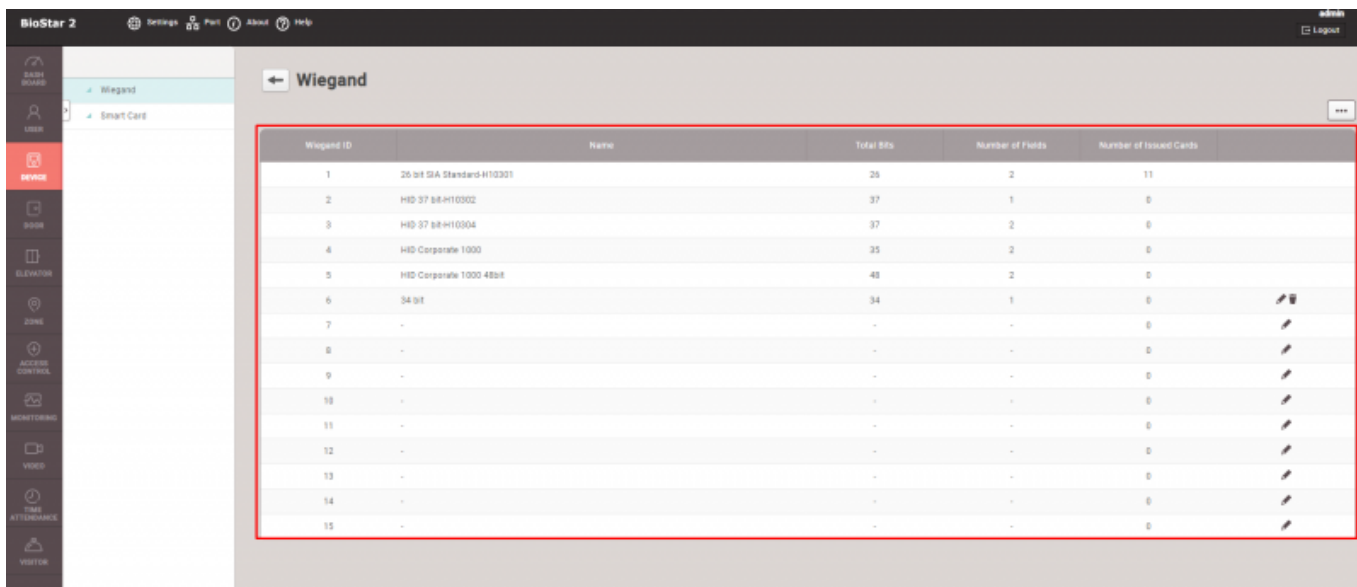 BioStar 2 Settings Port About Help admin
Logout
DASH
BOARD
USER
DEVICE
DOOR
ELEVATOR
ZONE
ACCESS
CONTROL
MONITORING
VIDEO
TIME
ATTENDANCE
VISITOR
Wiegand
Smart Card
Wiegand
Wiegand ID Name Total Bits Number of Fields Number of Issued Cards
1 26 bit SIA Standard-H10301 26 2 11
2 HID 37 bit-H10302 37 1 0
3 HID 37 bit-H10304 37 2 0
4 HID Corporate 1000 35 2 0
5 HID Corporate 1000 48bit 48 2 0
6 34 bit 34 1 0
7 - - - 0
8 - - - 0
9 - - - 0
10 - - - 0
11 - - - 0
12 - - - 0
13 - - - 0
14 - - - 0
15 - - - 0